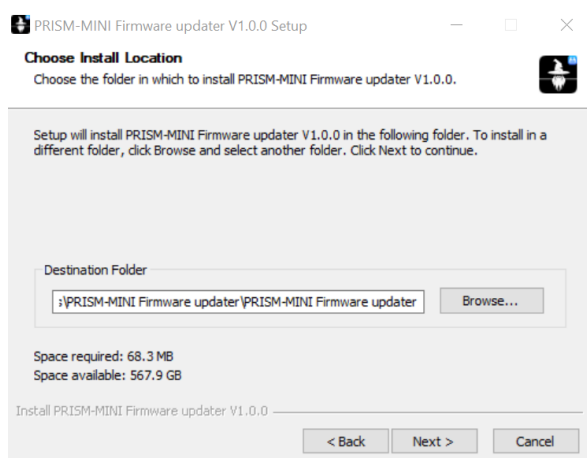 PRISM-MINI Firmware updater V1.0.0 Setup
Choose Install Location
Choose the folder in which to install PRISM-MINI Firmware updater V1.0.0.
Setup will install PRISM-MINI Firmware updater V1.0.0 in the following folder. To install in a
different folder, click Browse and select another folder. Click Next to continue.
Destination Folder
;\PRISM-MINI Firmware updater\PRISM-MINI Firmware updater
Browse...
Space required: 68.3 MB
Space available: 567.9 GB
Install PRISM-MINI Firmware updater V1.0.0
< Back
Next >
Cancel